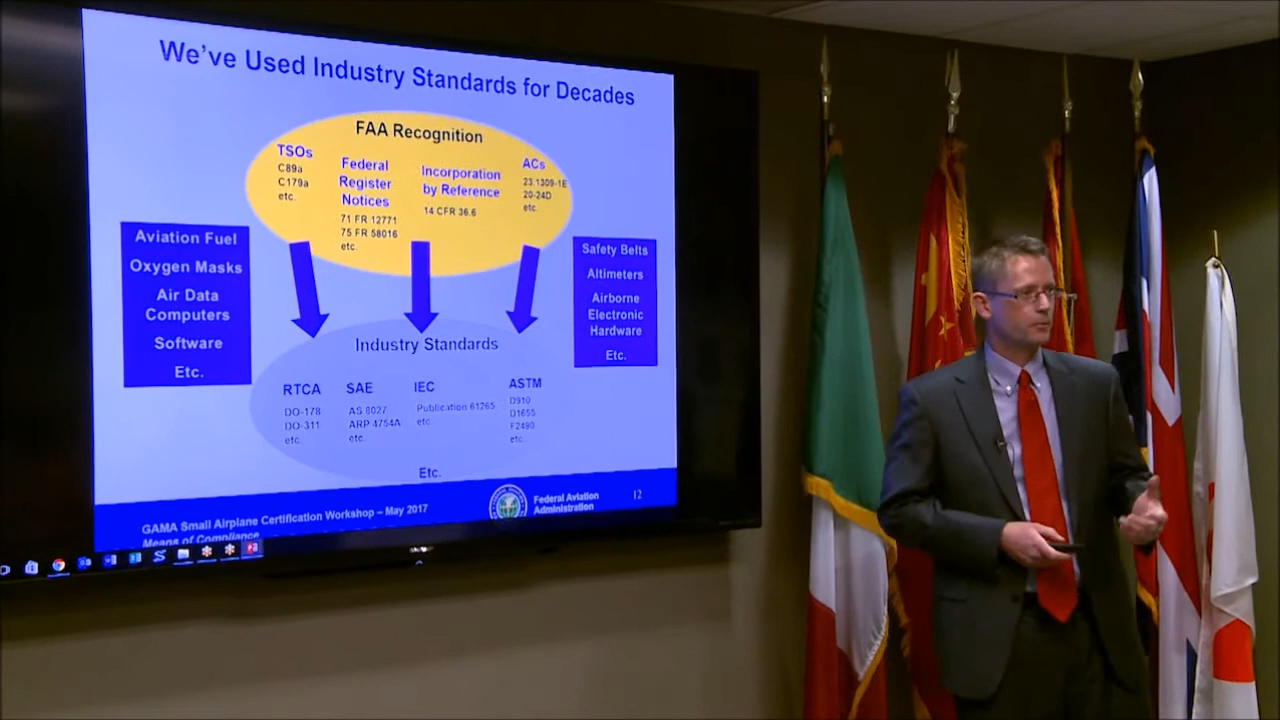 We've Used Industry Standards for Decades
FAA Recognition
TSOs
C89a
C179a
etc.
Federal
Register
Notices
71 FR 12771
75 FR 58016
etc.
Incorporation
by Reference
14 CFR 36.6
ACs
23.1309-1E
20-24D
etc.
Aviation Fuel
Oxygen Masks
Air Data
Computers
Software
Etc.
Safety Belts
Altimeters
Airborne
Electronic
Hardware
Etc.
Industry Standards
RTCA
DO-178
DO-311
etc.
SAE
AS 8027
ARP 4754A
etc.
IEC
Publication 61265
etc.
ASTM
D910
D1655
F2490
etc.
Etc.
GAMA Small Airplane Certification Workshop – May 2017
Means of Compliance
Federal Aviation
Administration
12